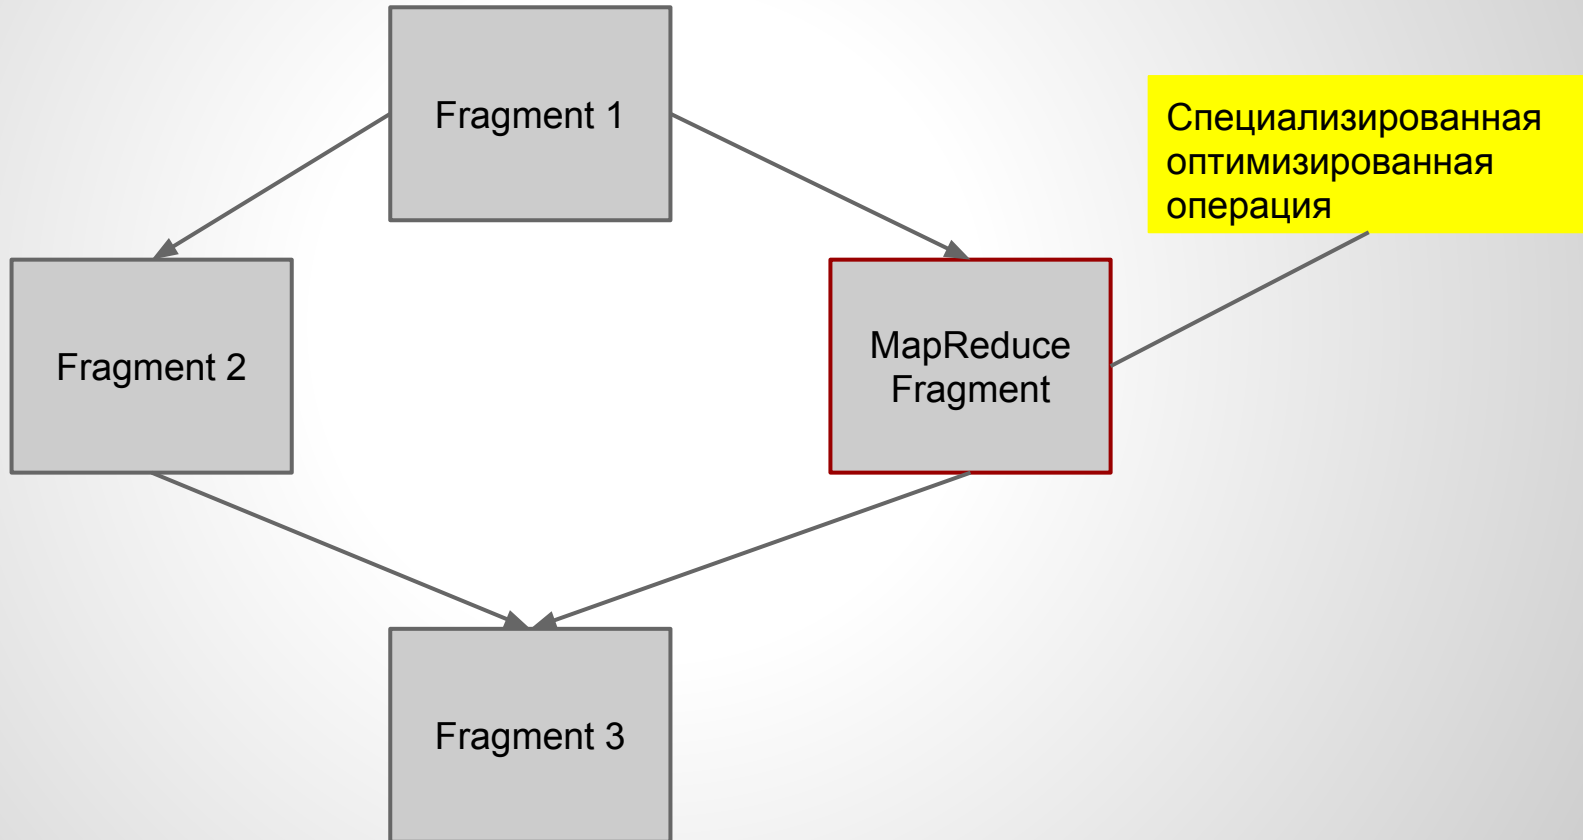 Fragment 1
Специализированная
оптимизированная
операция
Fragment 2
MapReduce
Fragment
Fragment 3